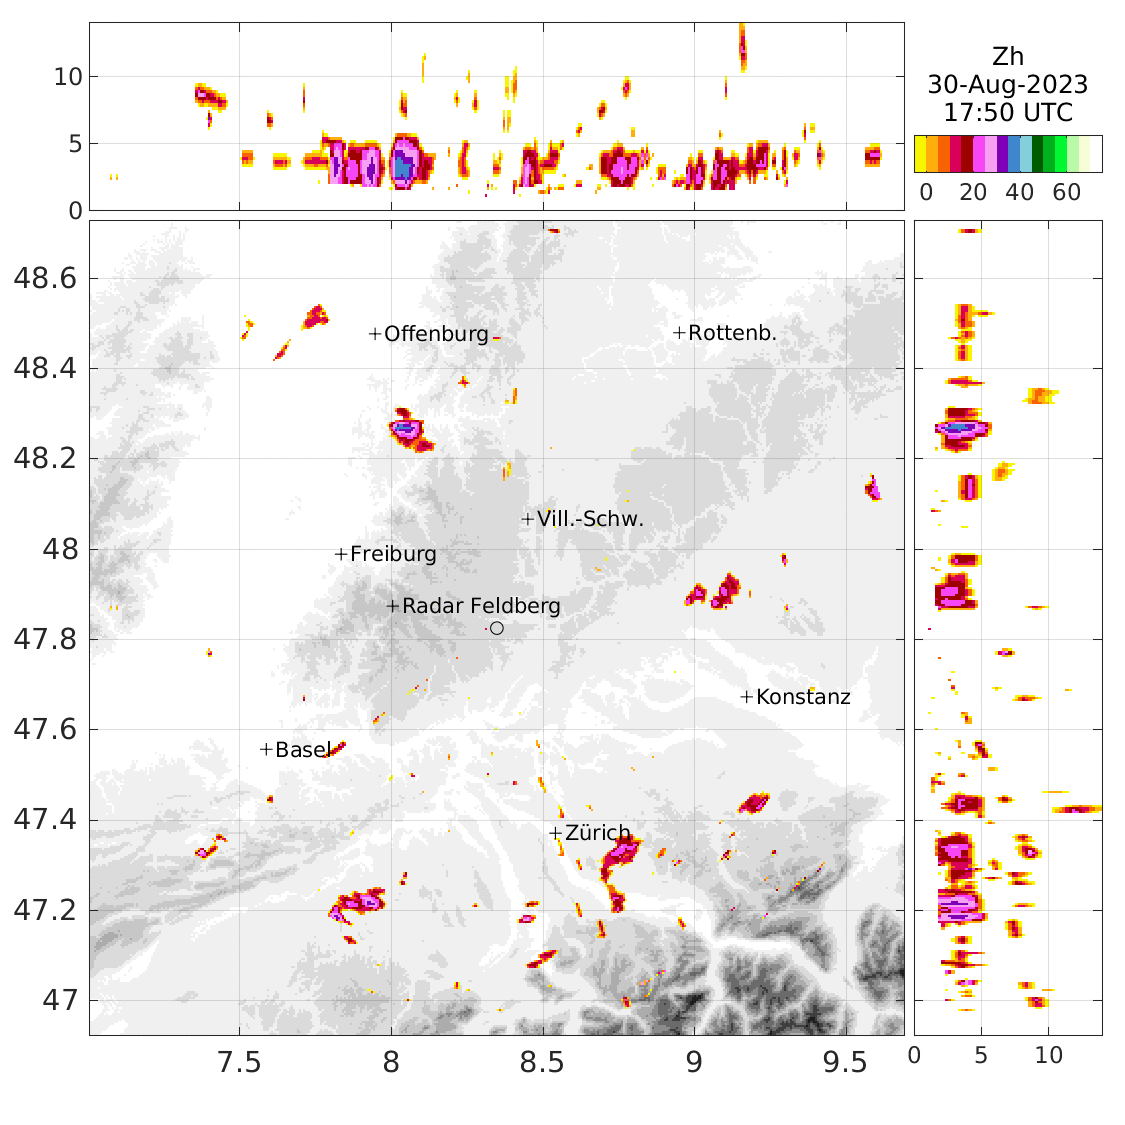 10
5
0
Zh
30-Aug-2023
17:50 UTC
0 20 40 60
48.6
48.4
48.2
48
47.8
47.6
47.4
47.2
47
+Offenburg
+Rottenb.
+Vill.-Schw.
+Freiburg
+Radar Feldberg
+Konstanz
+Basel
+Zürich
7.5 8 8.5 9 9.5
0 5 10